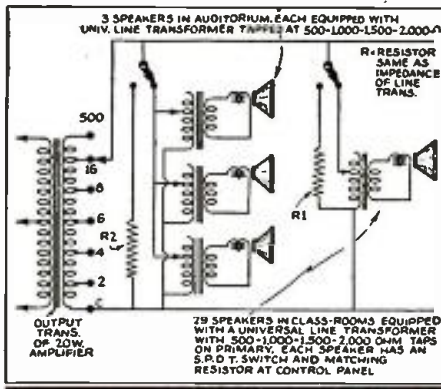 3 SPEAKERS IN AUDITORIUM, EACH EQUIPPED WITH
UNIV. LINE TRANSFORMER TAPPED AT 500-1,000-1,500-2,000-Ω
R=RESISTOR
SAME AS
IMPEDANCE
OF LINE
TRANS.
500
16
8
6
4
2
C
R2
R1
OUTPUT
TRANS.
OF 20W.
AMPLIFIER
29 SPEAKERS IN CLASS-ROOMS EQUIPPED
WITH A UNIVERSAL LINE TRANSFORMER
WITH 500-1,000-1,500-2,000 OHM TAPS
ON PRIMARY. EACH SPEAKER HAS AN
S.P.D.T. SWITCH AND MATCHING
RESISTOR AT CONTROL PANEL